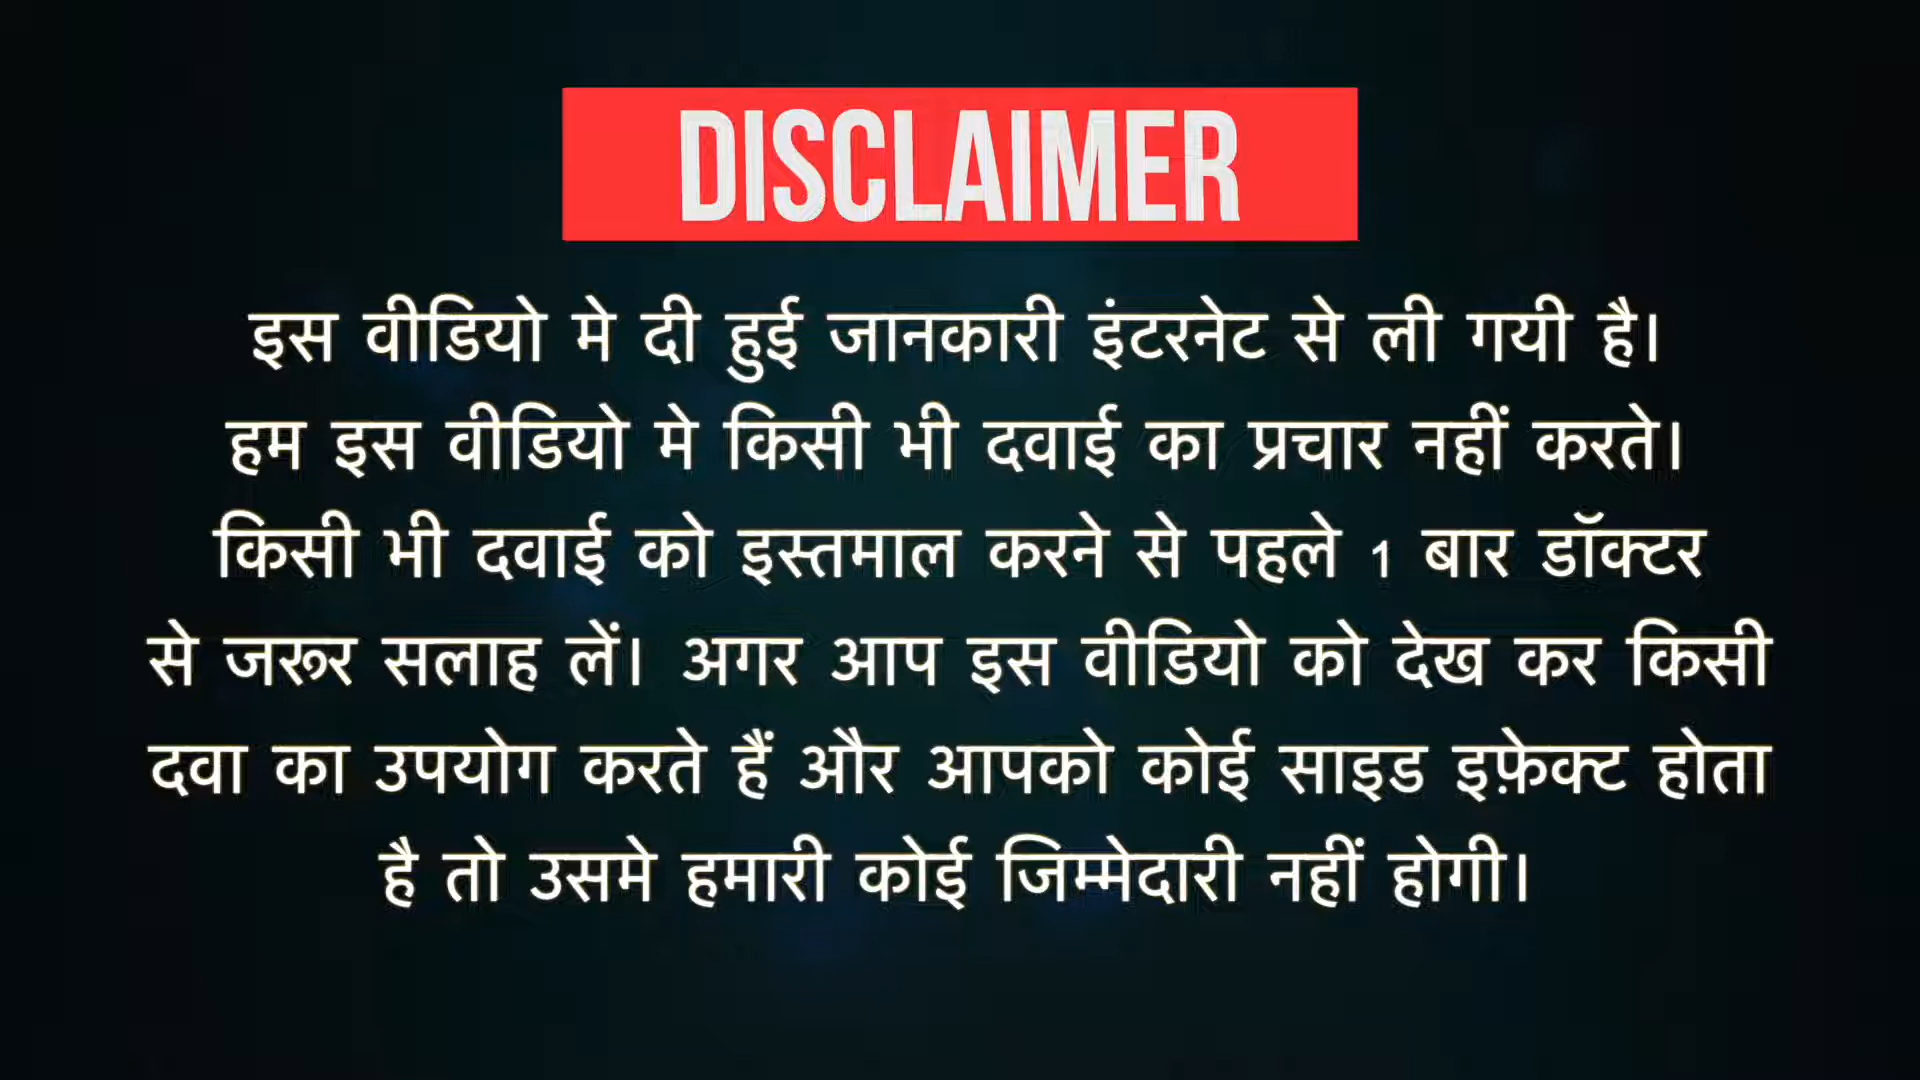 DISCLAIMER
इस वीडियो मे दी हुई जानकारी इंटरनेट से ली गयी है।
हम इस वीडियो मे किसी भी दवाई का प्रचार नहीं करते।
किसी भी दवाई को इस्तमाल करने से पहले 1 बार डॉक्टर
से जरूर सलाह लें। अगर आप इस वीडियो को देख कर किसी
दवा का उपयोग करते हैं और आपको कोई साइड इफ़ेक्ट होता
है तो उसमे हमारी कोई जिम्मेदारी नहीं होगी।